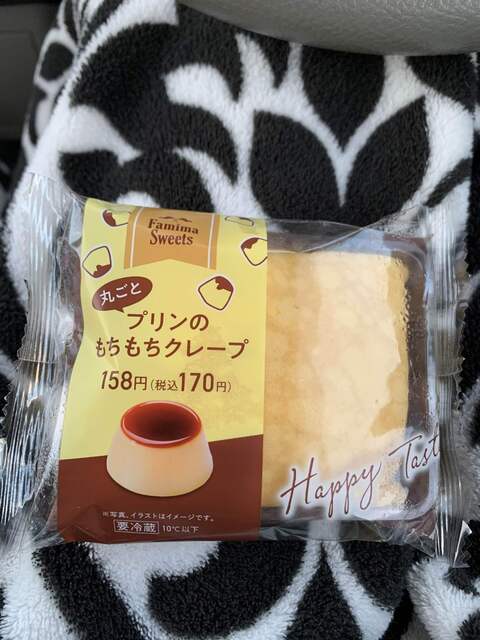 Famima
Sweets
丸ごと
プリンの
もちもちクレープ
158円(税込170円)
※写真、イラストはイメージです。
要冷蔵 10℃以下
Happy Tast